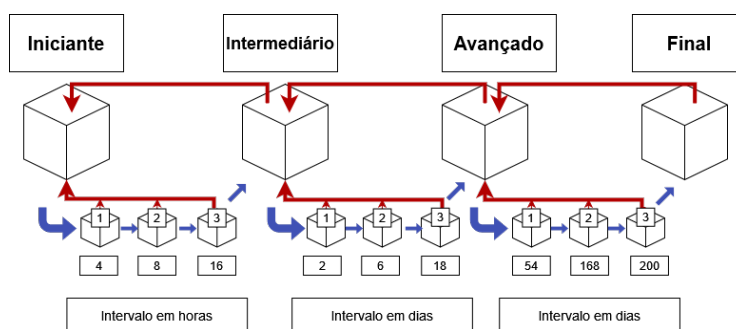 Iniciante
Intermediário
Avançado
Final
1
2
3
1
2
3
1
2
3
4
8
16
2
6
18
54
168
200
Intervalo em horas
Intervalo em dias
Intervalo em dias